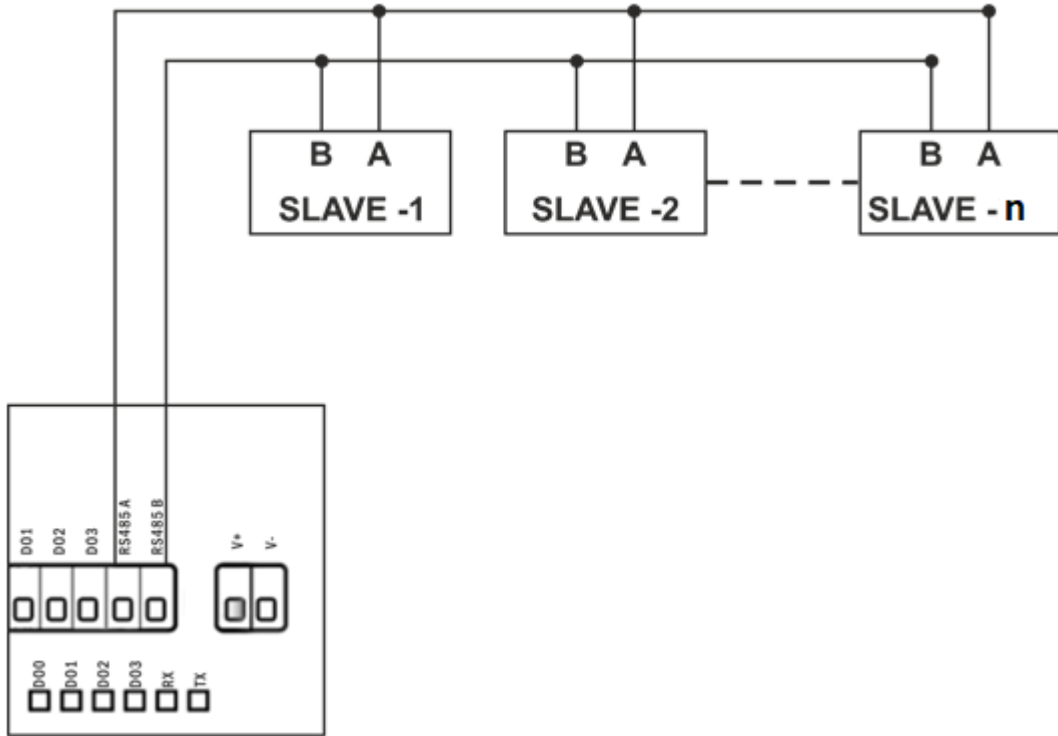 B A
SLAVE -1
B A
SLAVE -2
B A
SLAVE - n
DO1
DO2
DO3
RS485 A
RS485 B
V+
V-
DO0
DO1
DO2
DO3
RX
TX